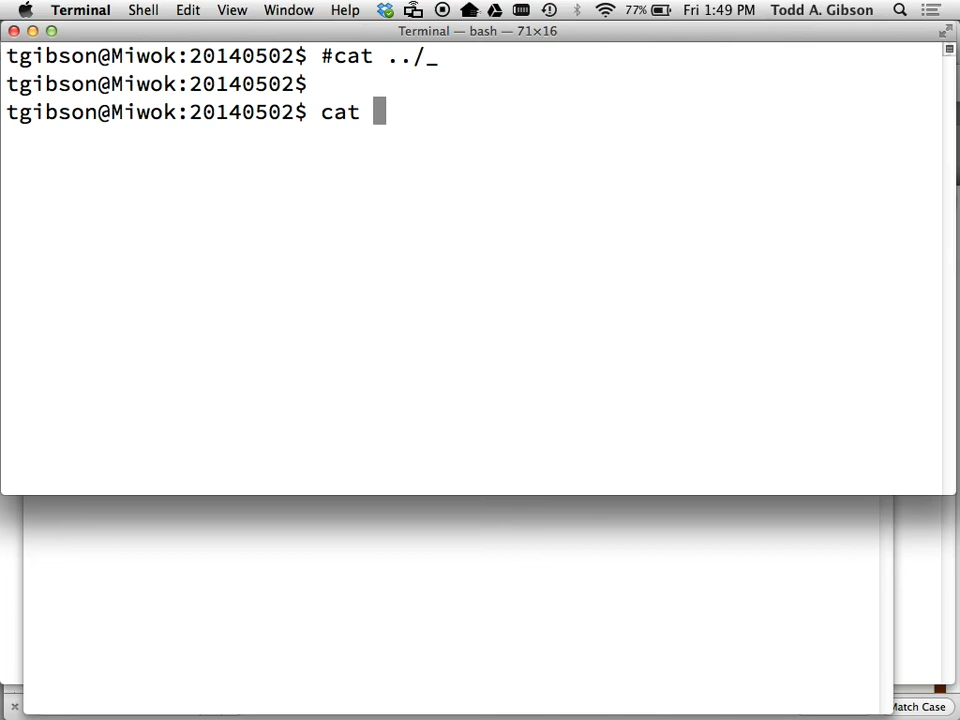 Terminal Shell Edit View Window Help 77% Fri 1:49 PM Todd A. Gibson
Terminal — bash — 71×16
tgibson@Miwok:20140502$ #cat ../_
tgibson@Miwok:20140502$
tgibson@Miwok:20140502$ cat
Match Case